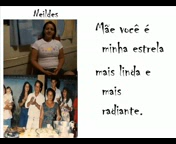 Neildes
Mãe você é
minha estrela
mais linda e
mais
radiante.